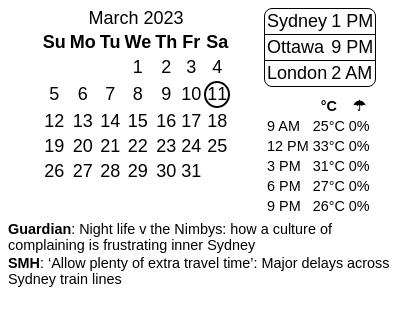 March 2023
Su Mo Tu We Th Fr Sa
1 2 3 4
5 6 7 8 9 10 11
12 13 14 15 16 17 18
19 20 21 22 23 24 25
26 27 28 29 30 31
Sydney 1 PM
Ottawa 9 PM
London 2 AM
°C ☂
9 AM 25°C 0%
12 PM 33°C 0%
3 PM 31°C 0%
6 PM 27°C 0%
9 PM 26°C 0%
Guardian: Night life v the Nimbys: how a culture of
complaining is frustrating inner Sydney
SMH: ‘Allow plenty of extra travel time’: Major delays across
Sydney train lines